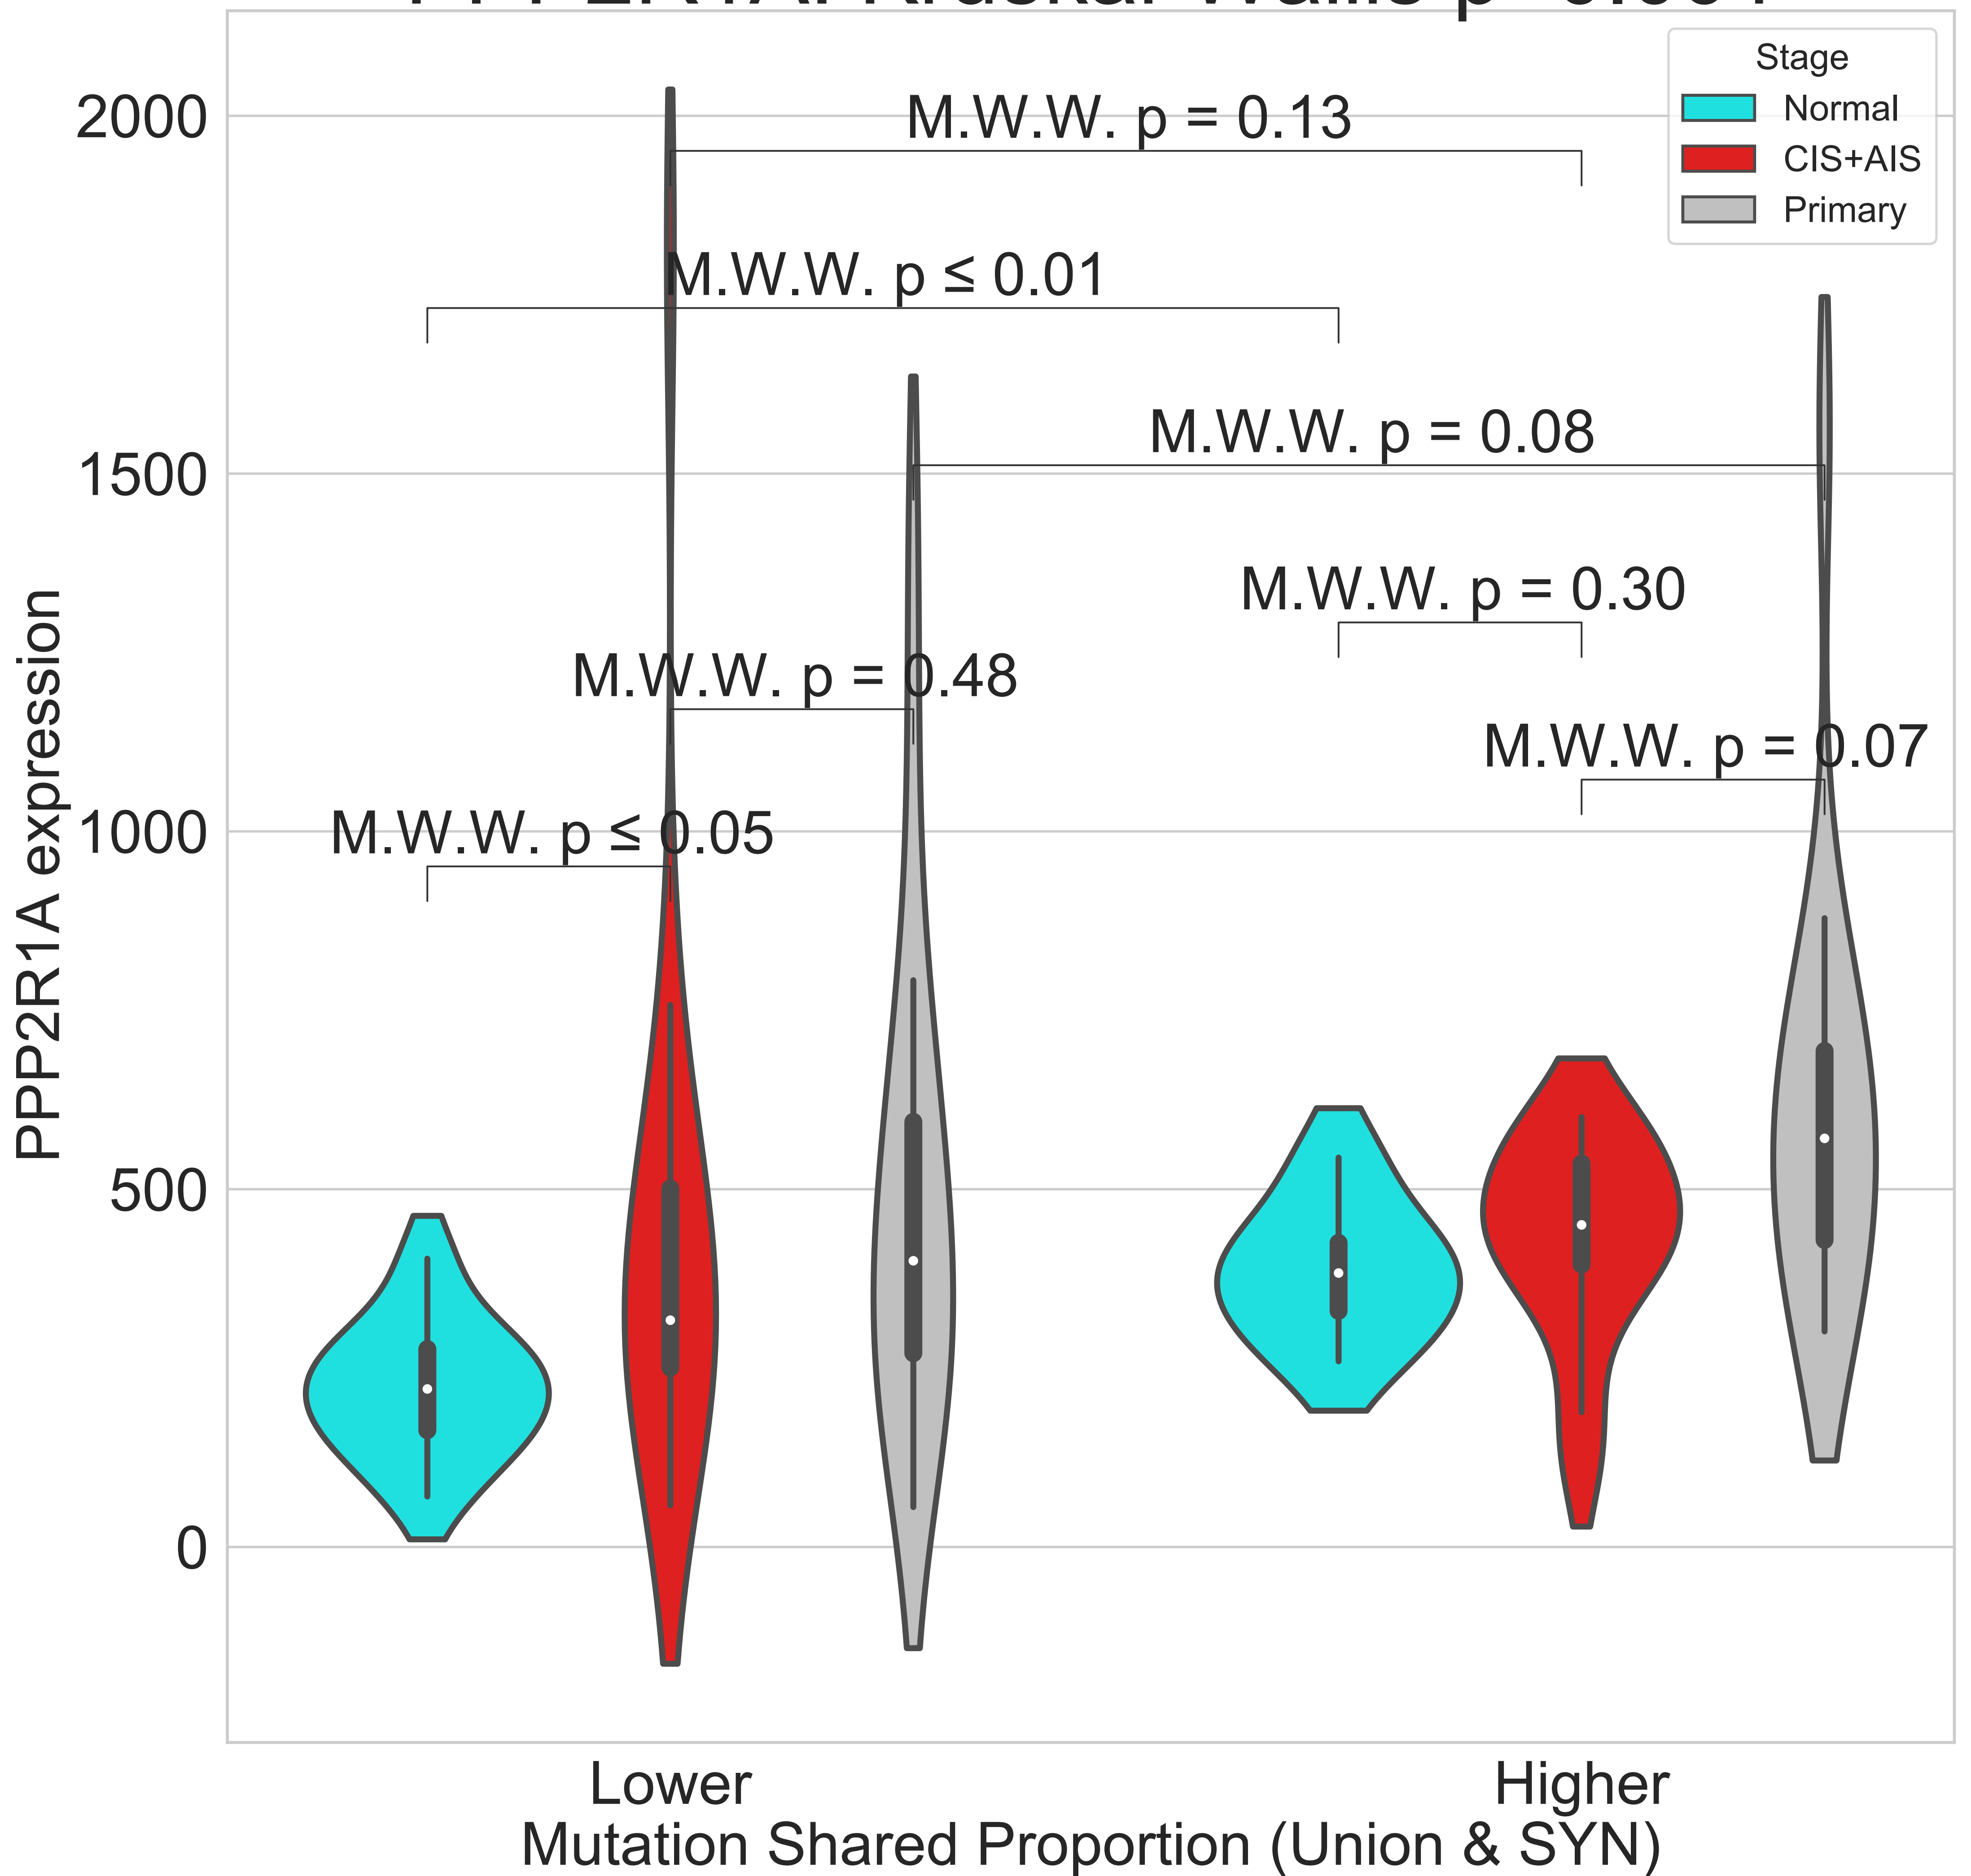 Stage
Normal
CIS+AIS
Primary
M.W.W. p = 0.13
M.W.W. p ≤ 0.01
M.W.W. p = 0.08
M.W.W. p = 0.30
M.W.W. p = 0.48
M.W.W. p = 0.07
M.W.W. p ≤ 0.05
2000
1500
1000
500
0
PPP2R1A expression
Lower
Higher
Mutation Shared Proportion (Union & SYN)